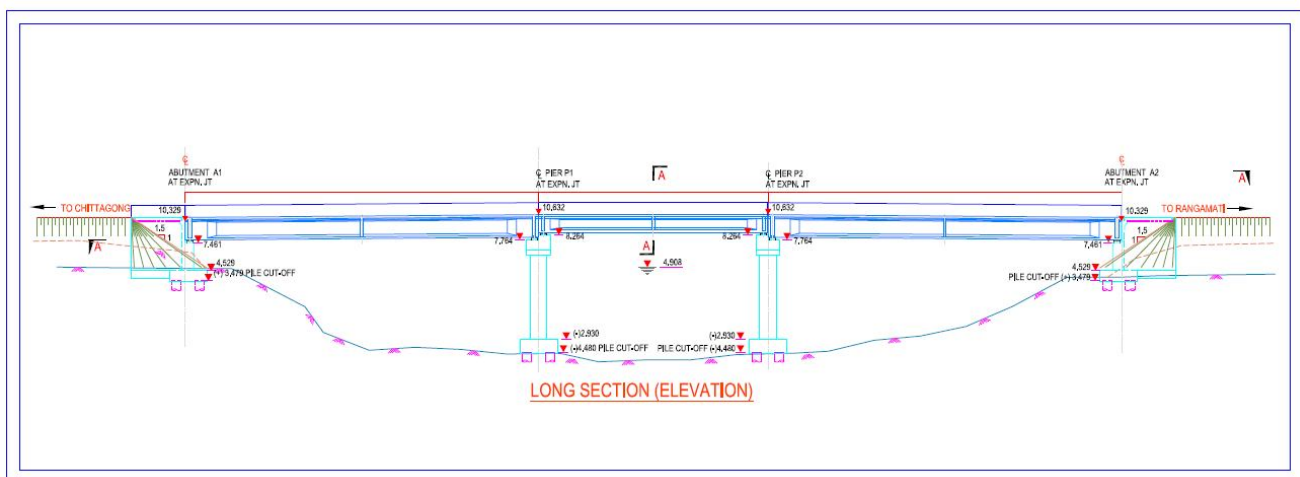 ℄
ABUTMENT A1
AT EXPN. JT
℄ PIER P1
AT EXPN. JT
A
℄ PIER P2
AT EXPN. JT
℄
ABUTMENT A2
AT EXPN. JT
A
TO CHITTAGONG
10,329
10,632
10,632
10,329
TO RANGAMATI
1,5
1
A
7,461
7,764
8,264
A
8,264
7,764
7,461
1,5
1
4,529
(+) 3,479 PILE CUT-OFF
4,908
4,529
PILE CUT-OFF (+) 3,479
(-)2,930
(-)2,930
(-)4,480 PILE CUT-OFF
PILE CUT-OFF (-)4,480
LONG SECTION (ELEVATION)